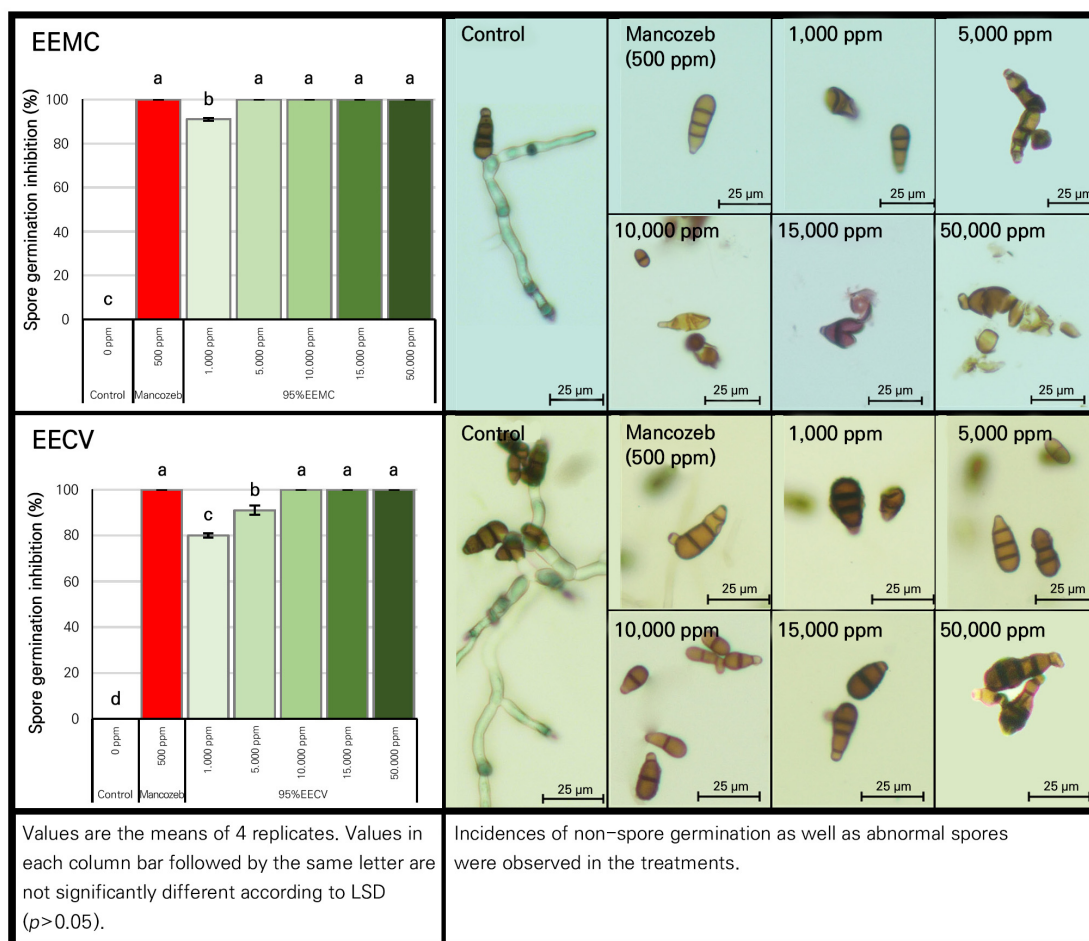 EEMC
Spore germination inhibition (%)
100
80
60
40
20
0
c
a
b
a
a
a
a
0 ppm
500 ppm
1.000 ppm
5.000 ppm
10.000 ppm
15.000 ppm
50.000 ppm
Control
Mancozeb
95%EEMC
Control
25 µm
Mancozeb
(500 ppm)
25 µm
1,000 ppm
25 µm
5,000 ppm
25 µm
10,000 ppm
25 µm
15,000 ppm
25 µm
50,000 ppm
25 µm
EECV
Spore germination inhibition (%)
100
80
60
40
20
0
d
a
c
b
a
a
a
0 ppm
500 ppm
1.000 ppm
5.000 ppm
10.000 ppm
15.000 ppm
50.000 ppm
Control
Mancozeb
95%EECV
Control
25 µm
Mancozeb
(500 ppm)
25 µm
1,000 ppm
25 µm
5,000 ppm
25 µm
10,000 ppm
25 µm
15,000 ppm
25 µm
50,000 ppm
25 µm
Values are the means of 4 replicates. Values in
each column bar followed by the same letter are
not significantly different according to LSD
(p>0.05).
Incidences of non-spore germination as well as abnormal spores
were observed in the treatments.